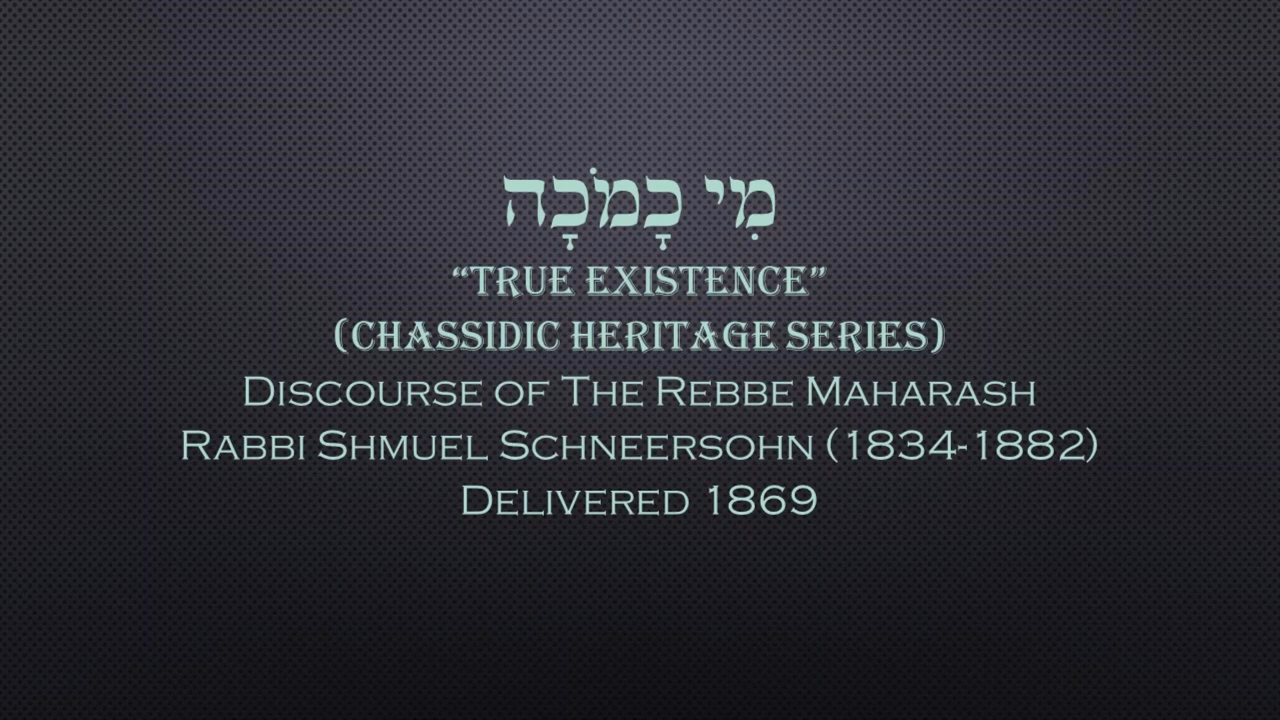 מִי כָּמֹכָה
“True Existence”
(Chassidic Heritage Series)
Discourse of The Rebbe Maharash
Rabbi Shmuel Schneersohn (1834-1882)
Delivered 1869